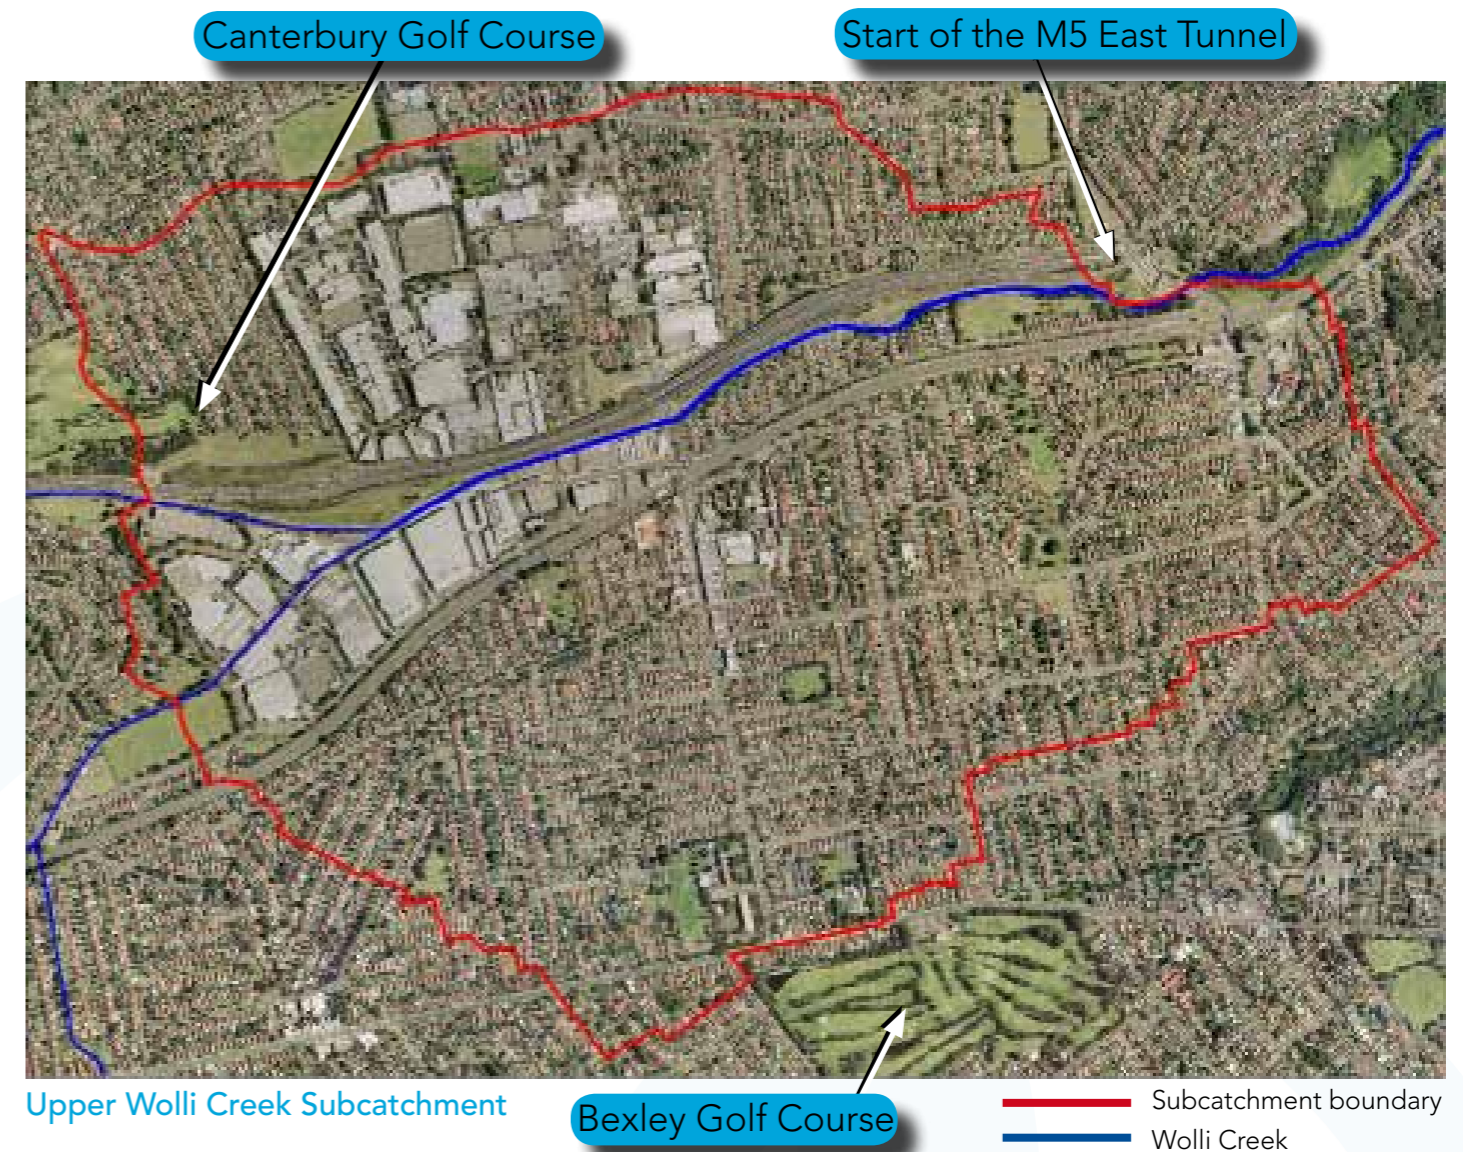 Canterbury Golf Course
Start of the M5 East Tunnel
Upper Wolli Creek Subcatchment
Bexley Golf Course
Subcatchment boundary
Wolli Creek